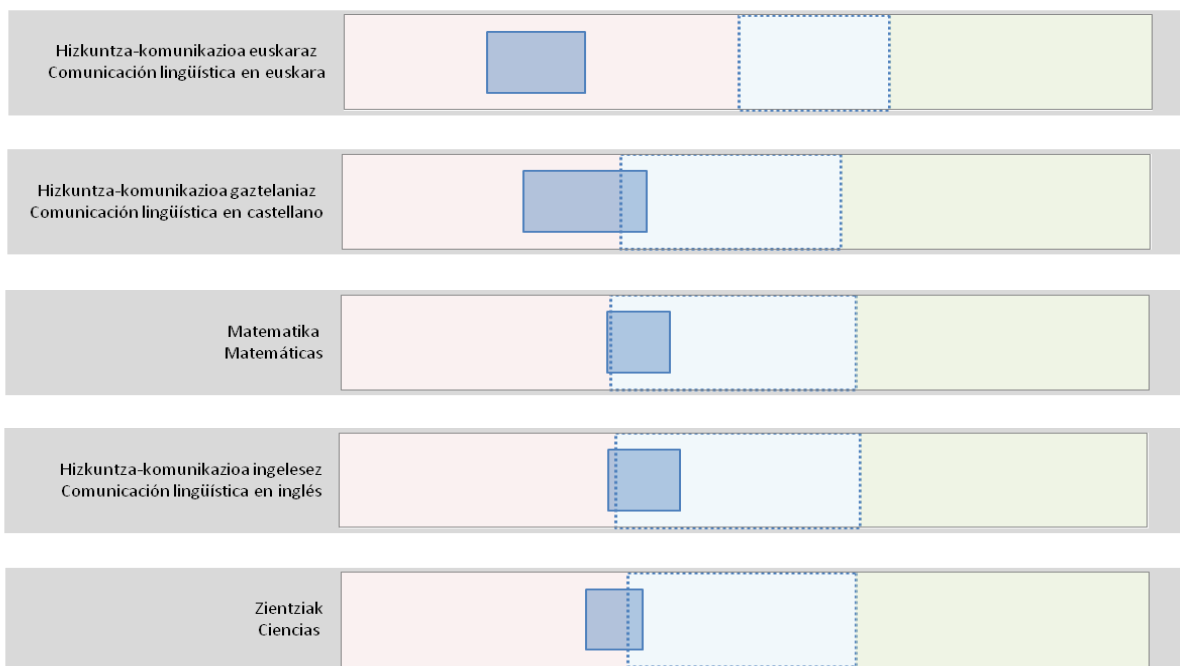 Hizkuntza-komunikazioa euskaraz
Comunicación lingüística en euskara
Hizkuntza-komunikazioa gaztelaniaz
Comunicación lingüística en castellano
Matematika
Matemáticas
Hizkuntza-komunikazioa ingelesez
Comunicación lingüística en inglés
Zientziak
Ciencias